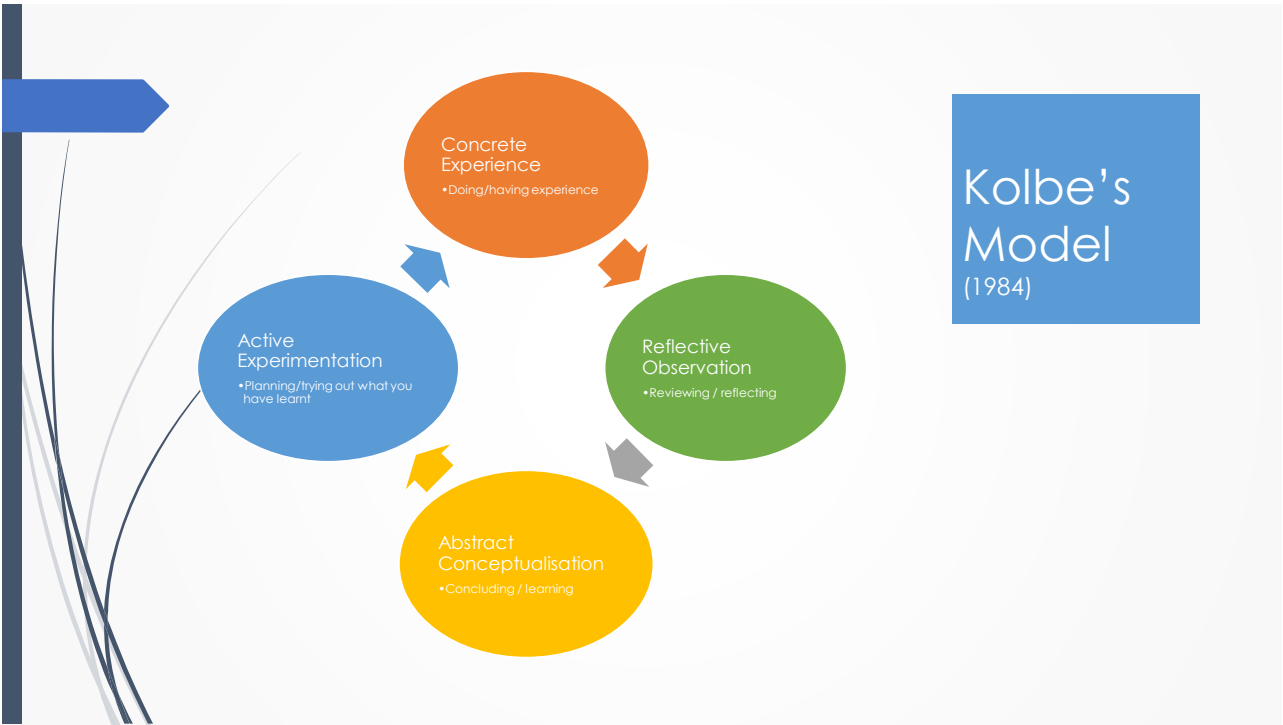 Concrete
Experience
•Doing/having experience
Kolbe’s
Model
(1984)
Reflective
Observation
•Reviewing / reflecting
Abstract
Conceptualisation
•Concluding / learning
Active
Experimentation
•Planning/trying out what you
have learnt